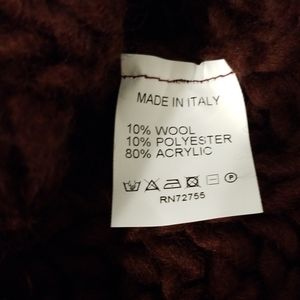 MADE IN ITALY
10% WOOL
10% POLYESTER
80% ACRYLIC
P
RN72755